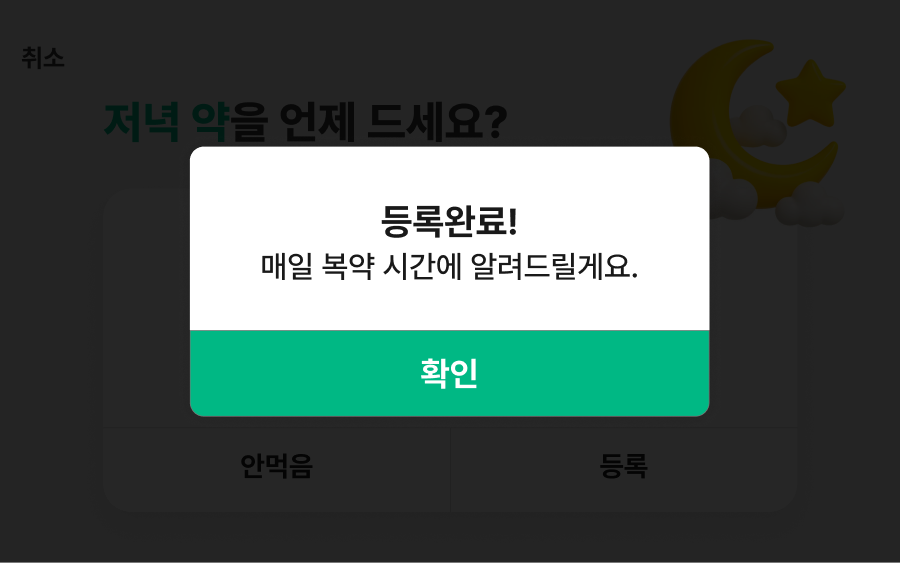 취소
저녁 약을 언제 드세요?
등록완료!
매일 복약 시간에 알려드릴게요.
확인
안먹음
등록